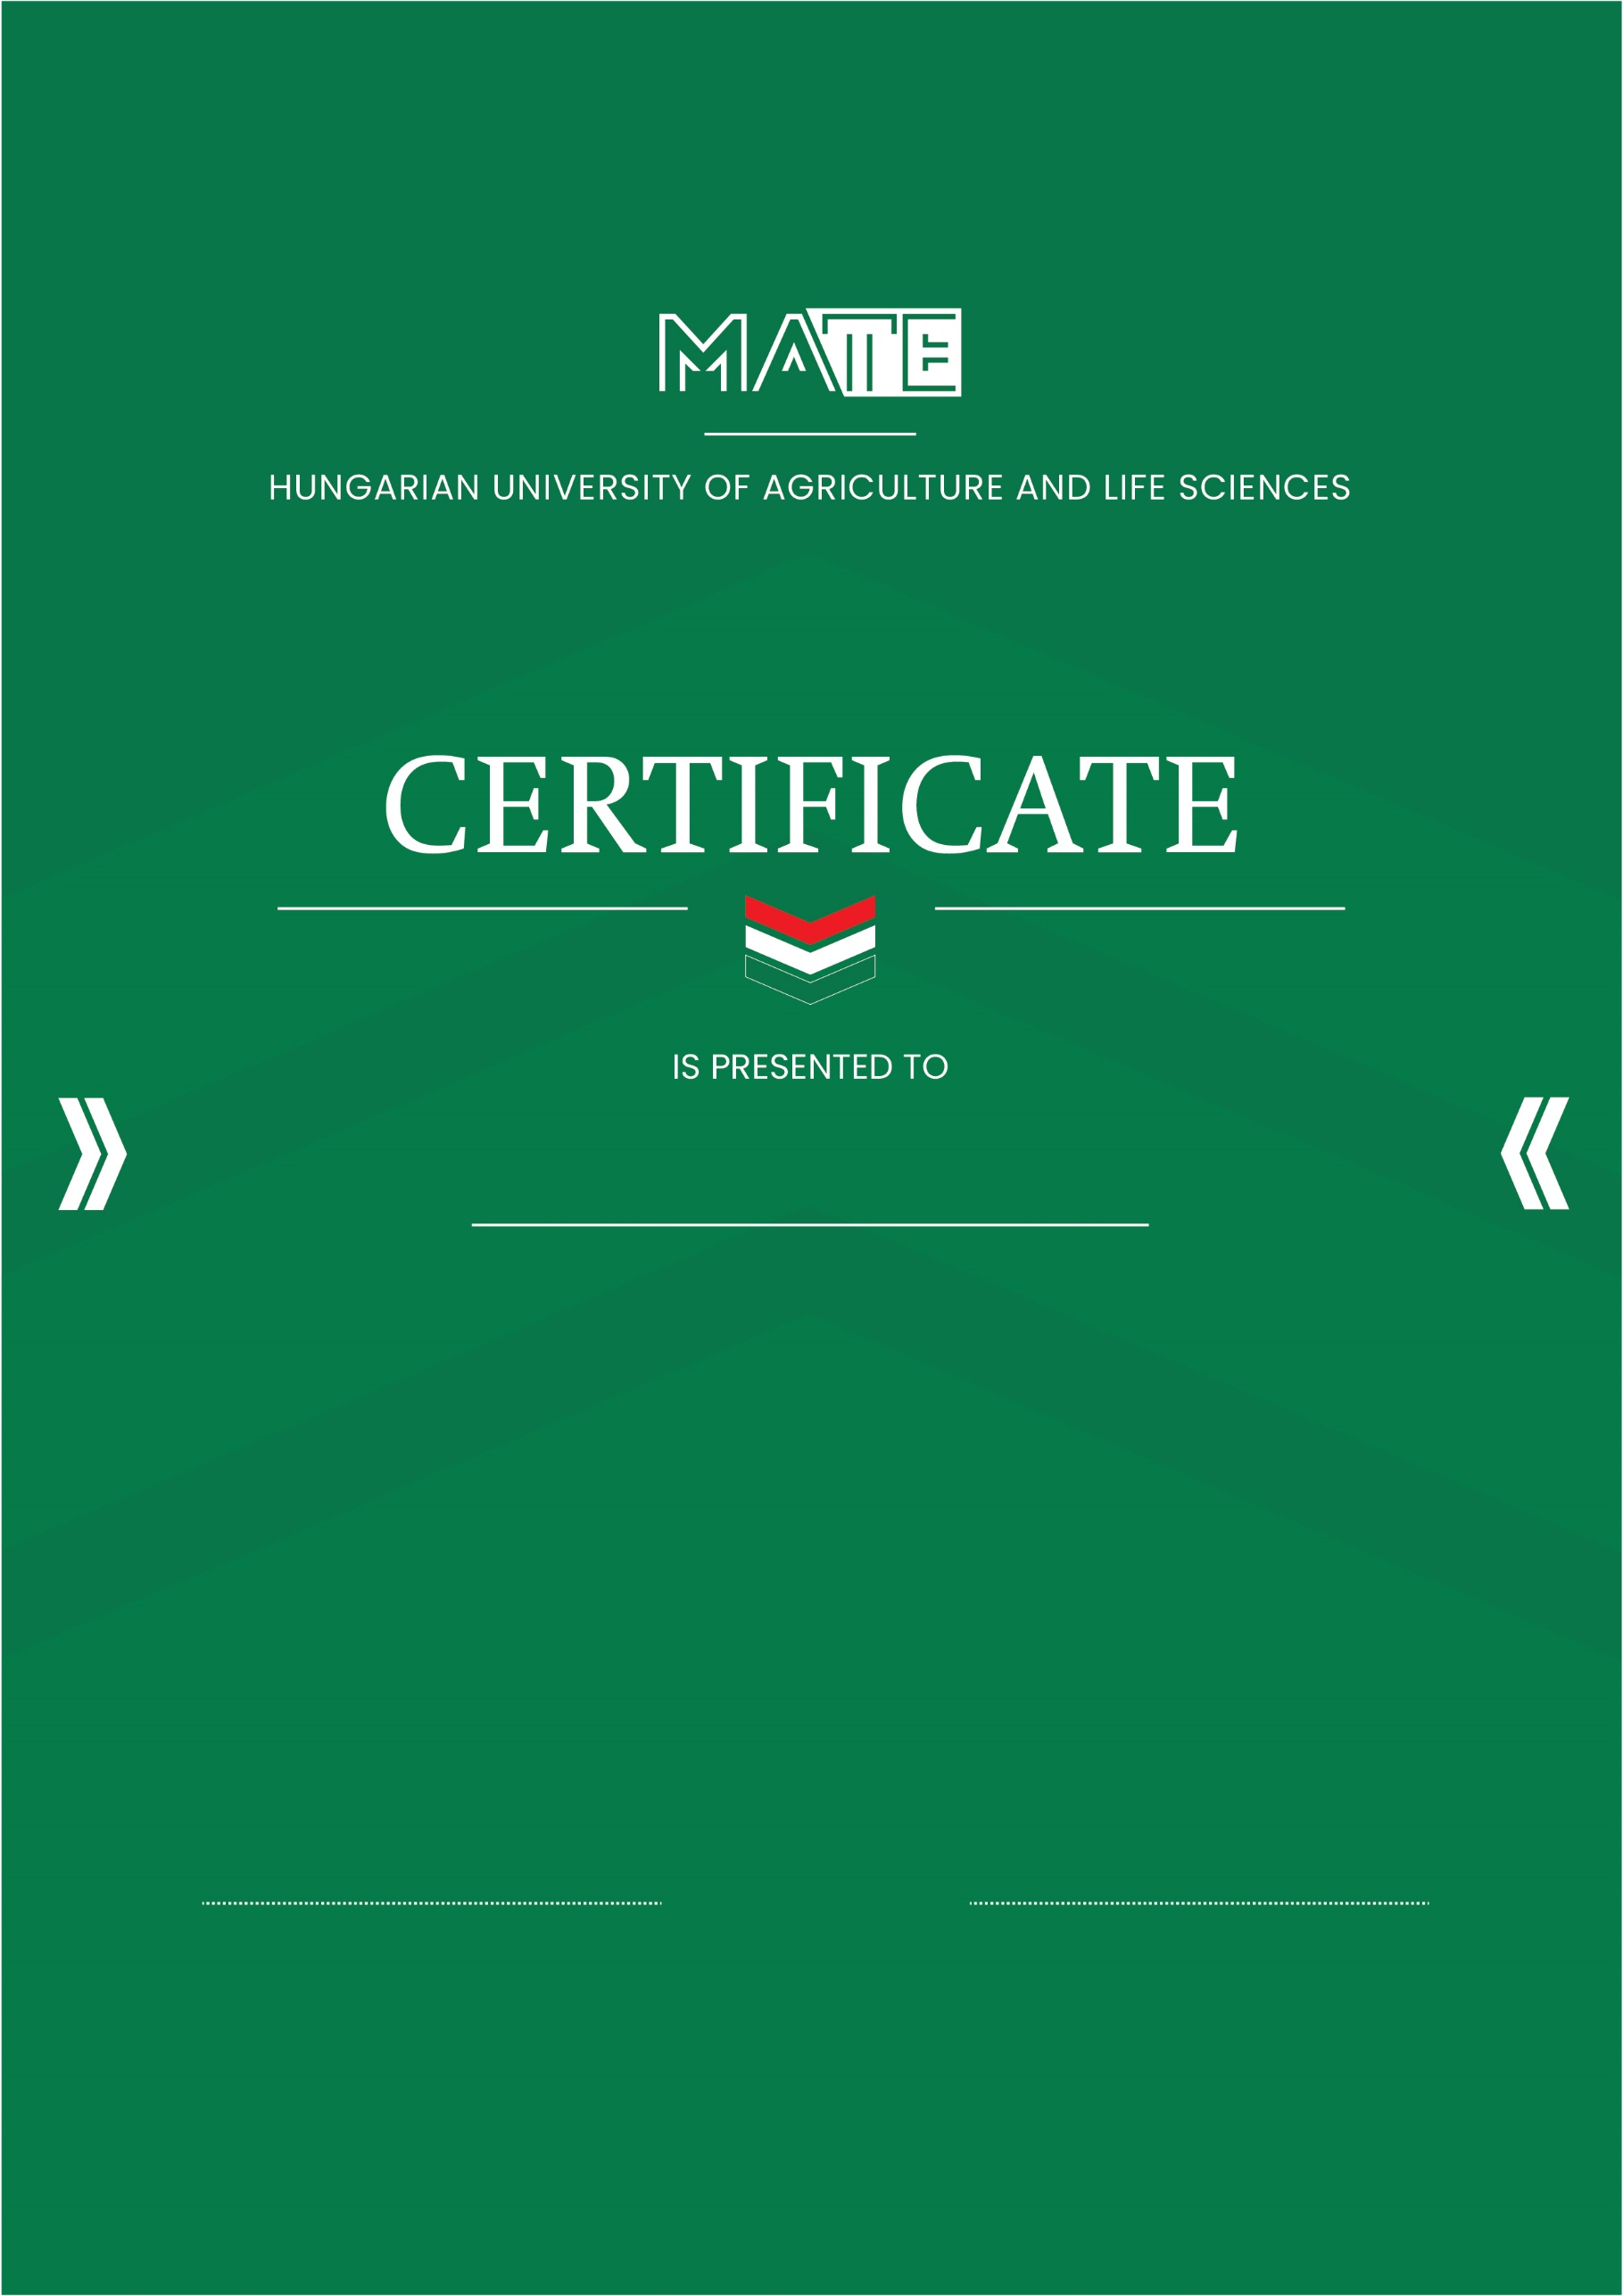 MATE
HUNGARIAN UNIVERSITY OF AGRICULTURE AND LIFE SCIENCES
CERTIFICATE
IS PRESENTED TO